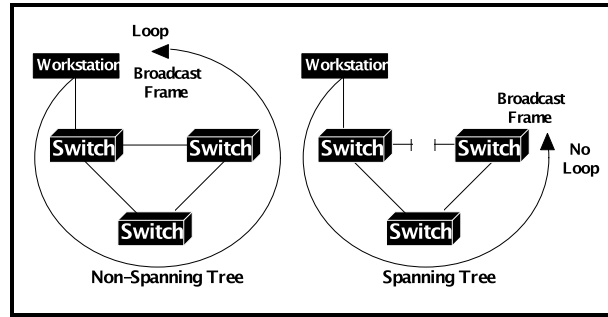 Loop
Workstation
Broadcast
Frame
Switch
Switch
Switch
Non-Spanning Tree
Workstation
Broadcast
Frame
Switch
Switch
No
Loop
Switch
Spanning Tree